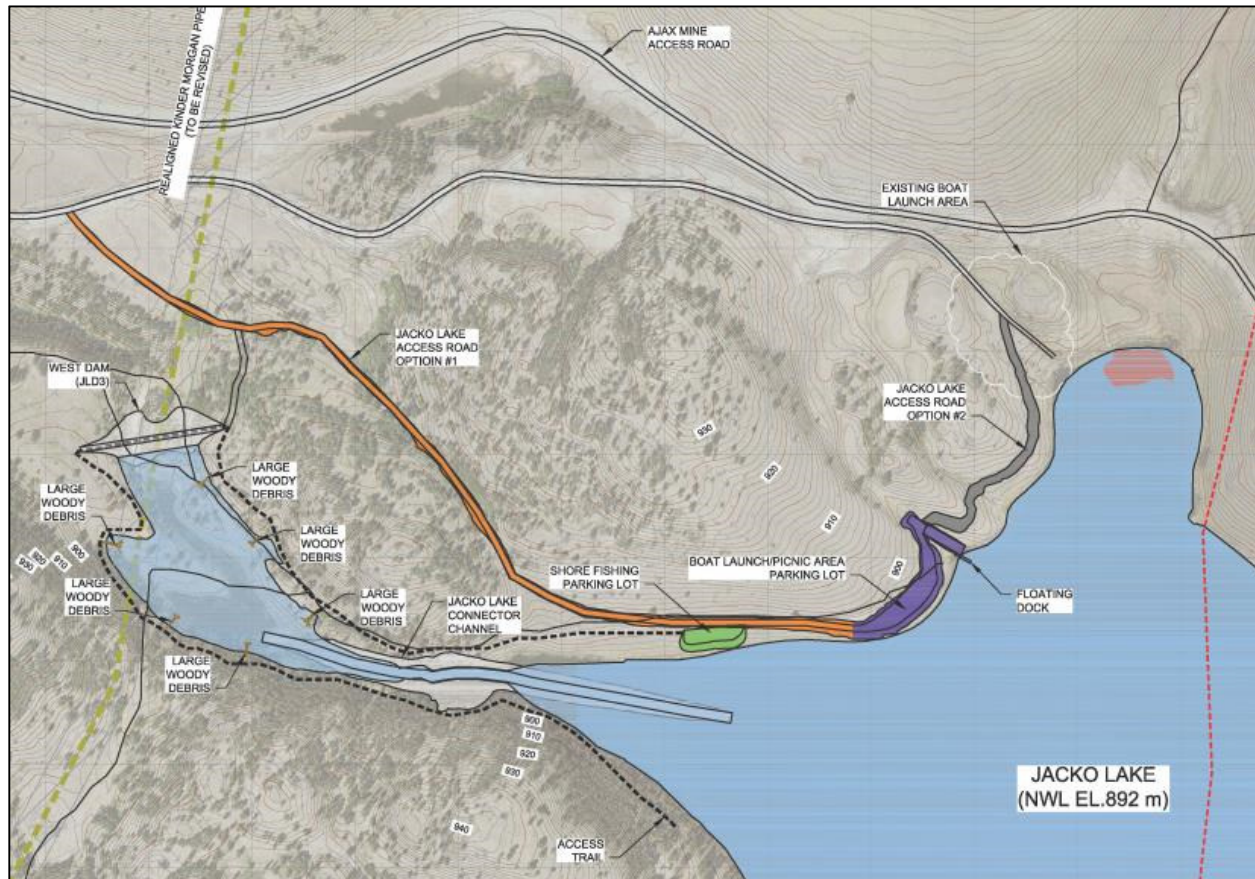 AJAX MINE
ACCESS ROAD
REALIGNED KINDER MORGAN PIPE
(TO BE REVISED)
EXISTING BOAT
LAUNCH AREA
JACKO LAKE
ACCESS ROAD
OPTIOIN #1
WEST DAM
(JLD3)
JACKO LAKE
ACCESS ROAD
OPTION #2
930
920
910
900
LARGE
WOODY
DEBRIS
LARGE
WOODY
DEBRIS
LARGE
WOODY
DEBRIS
900
910
920
930
BOAT LAUNCH/PICNIC AREA
PARKING LOT
SHORE FISHING
PARKING LOT
FLOATING
DOCK
LARGE
WOODY
DEBRIS
LARGE
WOODY
DEBRIS
JACKO LAKE
CONNECTOR
CHANNEL
LARGE
WOODY
DEBRIS
900
910
920
930
940
JACKO LAKE
(NWL EL.892 m)
ACCESS
TRAIL